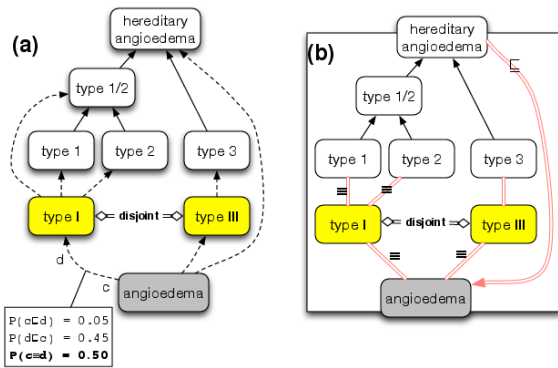 (a)
hereditary
angioedema
type 1/2
type 1
type 2
type 3
type I
disjoint
type III
d
c
angioedema
P(c⊑d) = 0.05
P(d⊑c) = 0.45
P(c≡d) = 0.50
(b)
hereditary
angioedema
⊑
type 1/2
type 1
type 2
type 3
≡
≡
type I
disjoint
type III
≡
≡
angioedema